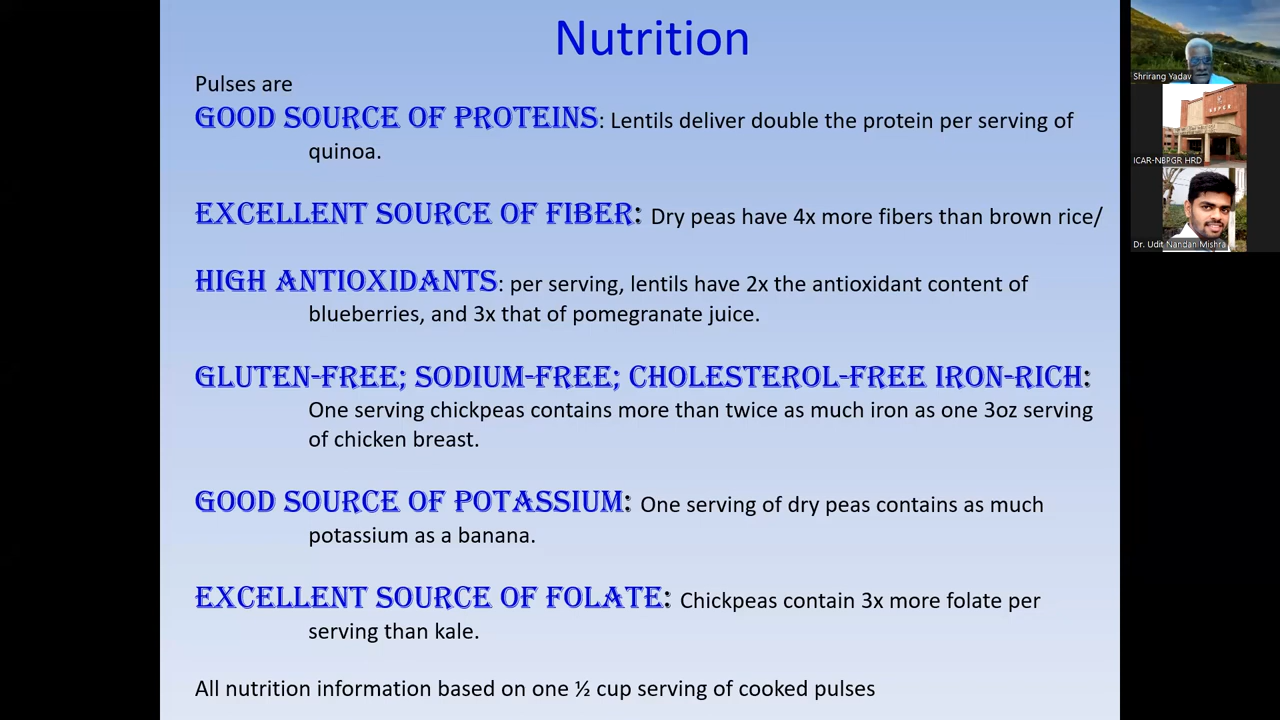 Nutrition
Pulses are
GOOD SOURCE OF PROTEINS: Lentils deliver double the protein per serving of
quinoa.
EXCELLENT SOURCE OF FIBER: Dry peas have 4x more fibers than brown rice/
HIGH ANTIOXIDANTS: per serving, lentils have 2x the antioxidant content of
blueberries, and 3x that of pomegranate juice.
GLUTEN-FREE; SODIUM-FREE; CHOLESTEROL-FREE IRON-RICH:
One serving chickpeas contains more than twice as much iron as one 3oz serving
of chicken breast.
GOOD SOURCE OF POTASSIUM: One serving of dry peas contains as much
potassium as a banana.
EXCELLENT SOURCE OF FOLATE: Chickpeas contain 3x more folate per
serving than kale.
All nutrition information based on one ½ cup serving of cooked pulses
Shrirang Yadav
ICAR-NBPGR HRD
Dr. Udit Nandan Mishra